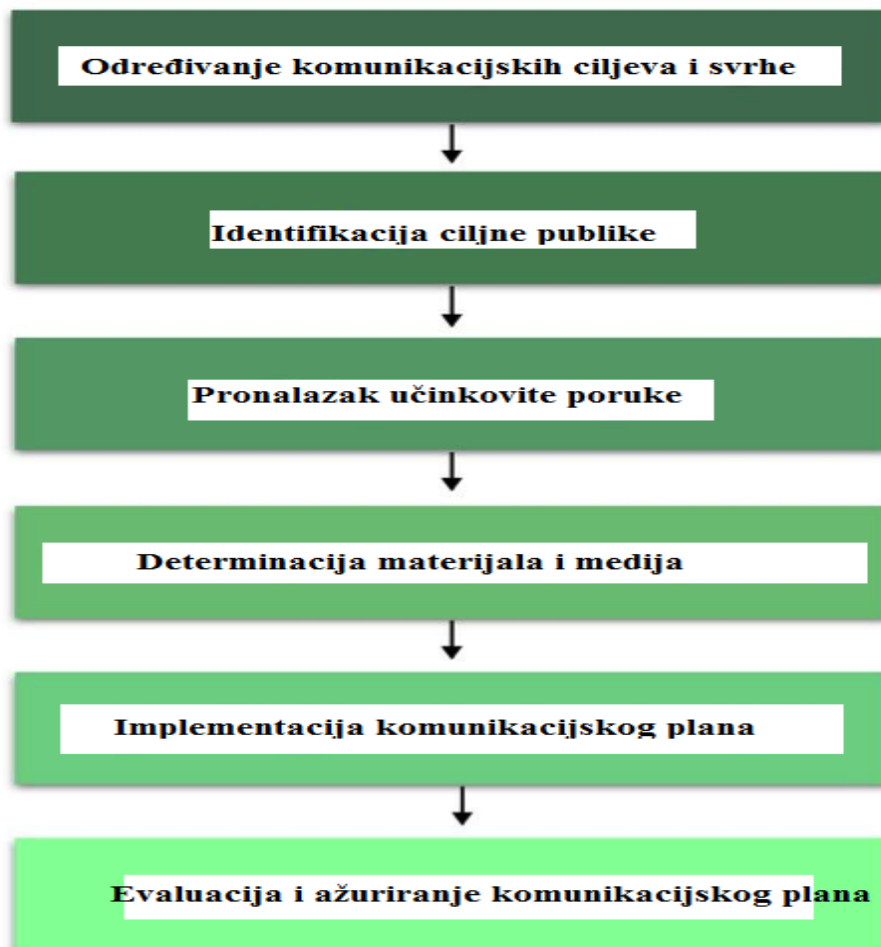 Određivanje komunikacijskih ciljeva i svrhe
Identifikacija ciljne publike
Pronalazak učinkovite poruke
Determinacija materijala i medija
Implementacija komunikacijskog plana
Evaluacija i ažuriranje komunikacijskog plana